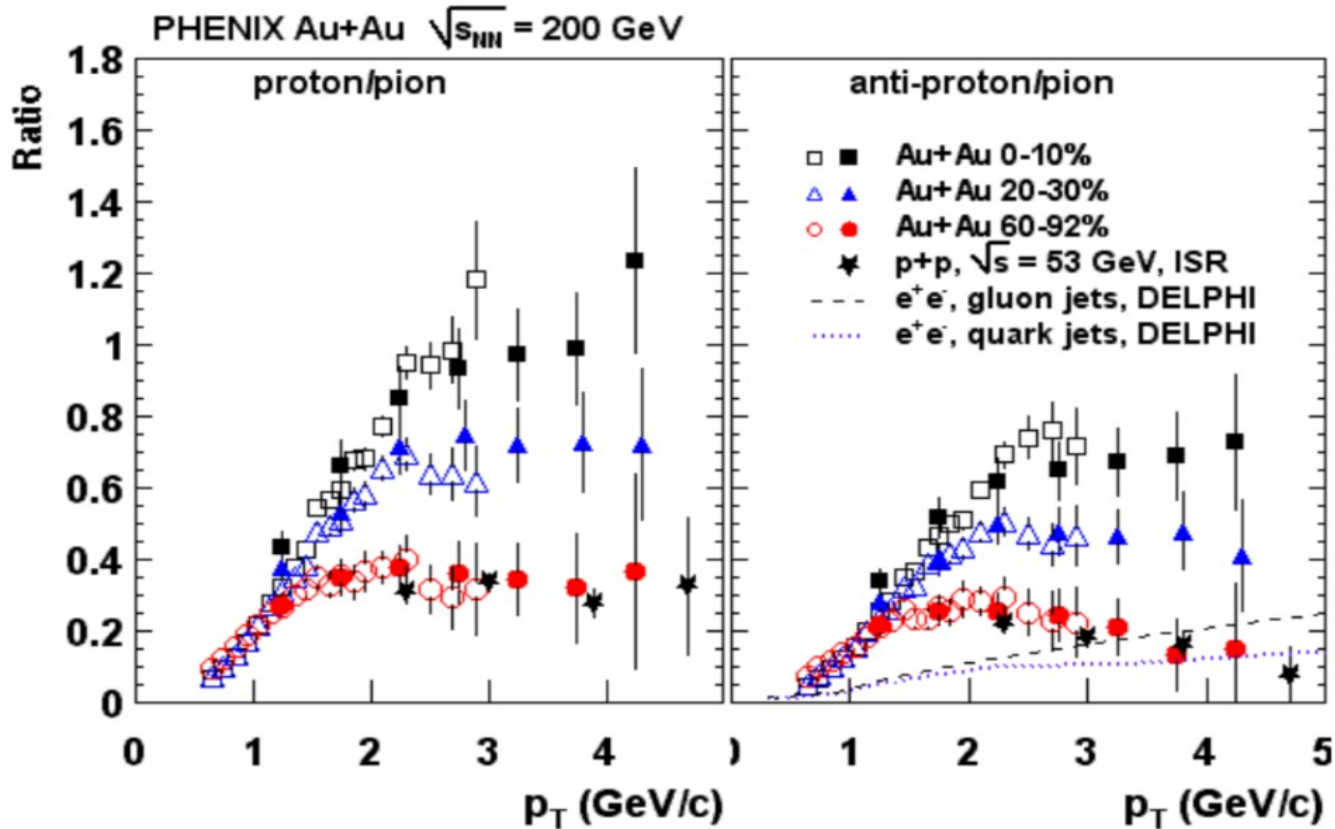 PHENIX Au+Au √sNN = 200 GeV
Ratio
1.8
1.6
1.4
1.2
1
0.8
0.6
0.4
0.2
0
proton/pion
0 1 2 3 4
pT (GeV/c)
anti-proton/pion
Au+Au 0-10%
Au+Au 20-30%
Au+Au 60-92%
p+p, √s = 53 GeV, ISR
e+e-, gluon jets, DELPHI
e+e-, quark jets, DELPHI
0 1 2 3 4 5
pT (GeV/c)